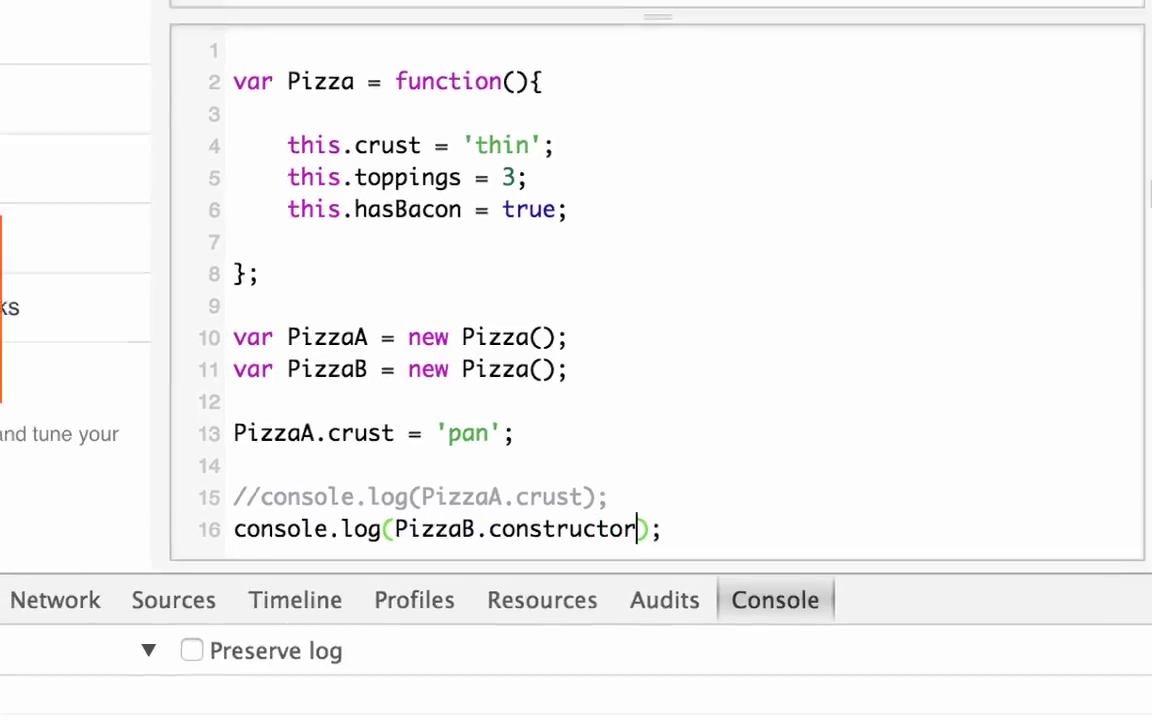 1
2 var Pizza = function(){
3
4 this.crust = 'thin';
5 this.toppings = 3;
6 this.hasBacon = true;
7
8 };
9
10 var PizzaA = new Pizza();
11 var PizzaB = new Pizza();
12
13 PizzaA.crust = 'pan';
14
15 //console.log(PizzaA.crust);
16 console.log(PizzaB.constructor);
ks
and tune your
Network Sources Timeline Profiles Resources Audits Console
▼ Preserve log